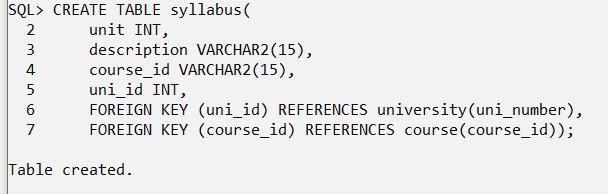 SQL> CREATE TABLE syllabus(
2 unit INT,
3 description VARCHAR2(15),
4 course_id VARCHAR2(15),
5 uni_id INT,
6 FOREIGN KEY (uni_id) REFERENCES university(uni_number),
7 FOREIGN KEY (course_id) REFERENCES course(course_id));
Table created.